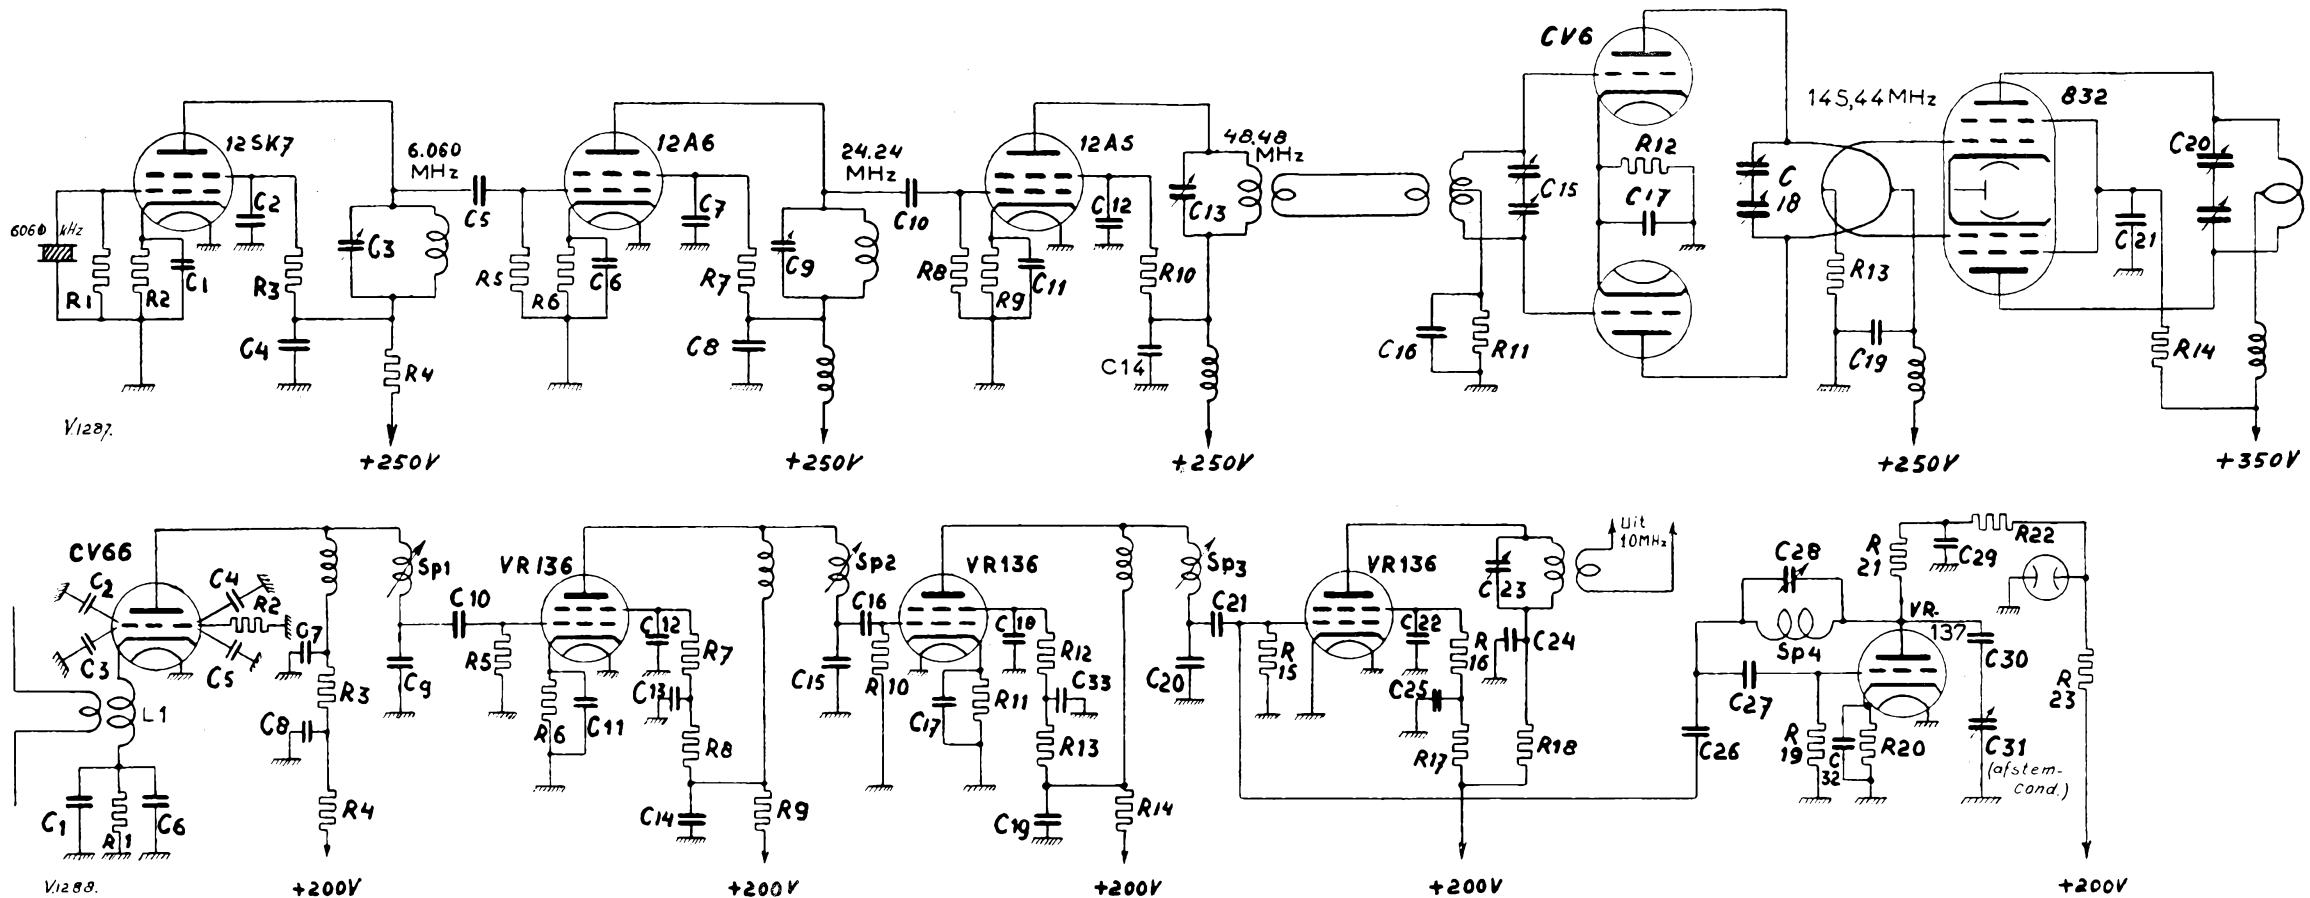 12SK7
6.060
MHz
12A6
24.24
MHz
12A5
48.48
MHz
CV6
145,44 MHz
832
6060 kHz
R1
R2
C1
C2
R3
C3
C4
R4
C5
R5
R6
C6
C7
R7
C9
C8
C10
R8
R9
C11
C12
R10
C13
C14
C15
C16
R11
R12
C17
C
18
R13
C19
C20
C21
R14
V.1287.
+250V
+250V
+250V
+250V
+350V
CV66
C2
C3
C4
R2
C5
C7
R3
C8
R4
L1
C1
R1
C6
Sp1
C9
C10
VR136
R5
R6
C11
C12
R7
C13
R8
C14
R9
Sp2
C15
C16
R10
VR136
C17
R11
C18
R12
C33
R13
C19
R14
Sp3
C20
C21
R
15
VR136
C22
R
16
C25
R17
C23
C24
R18
Uit
10MHz
C26
C27
C28
Sp4
R
19
C
32
R20
R
21
C29
R22
VR-
137
C30
C31
(afstem-
Cond.)
R
23
V.1288.
+200V
+200V
+200V
+200V
+200V